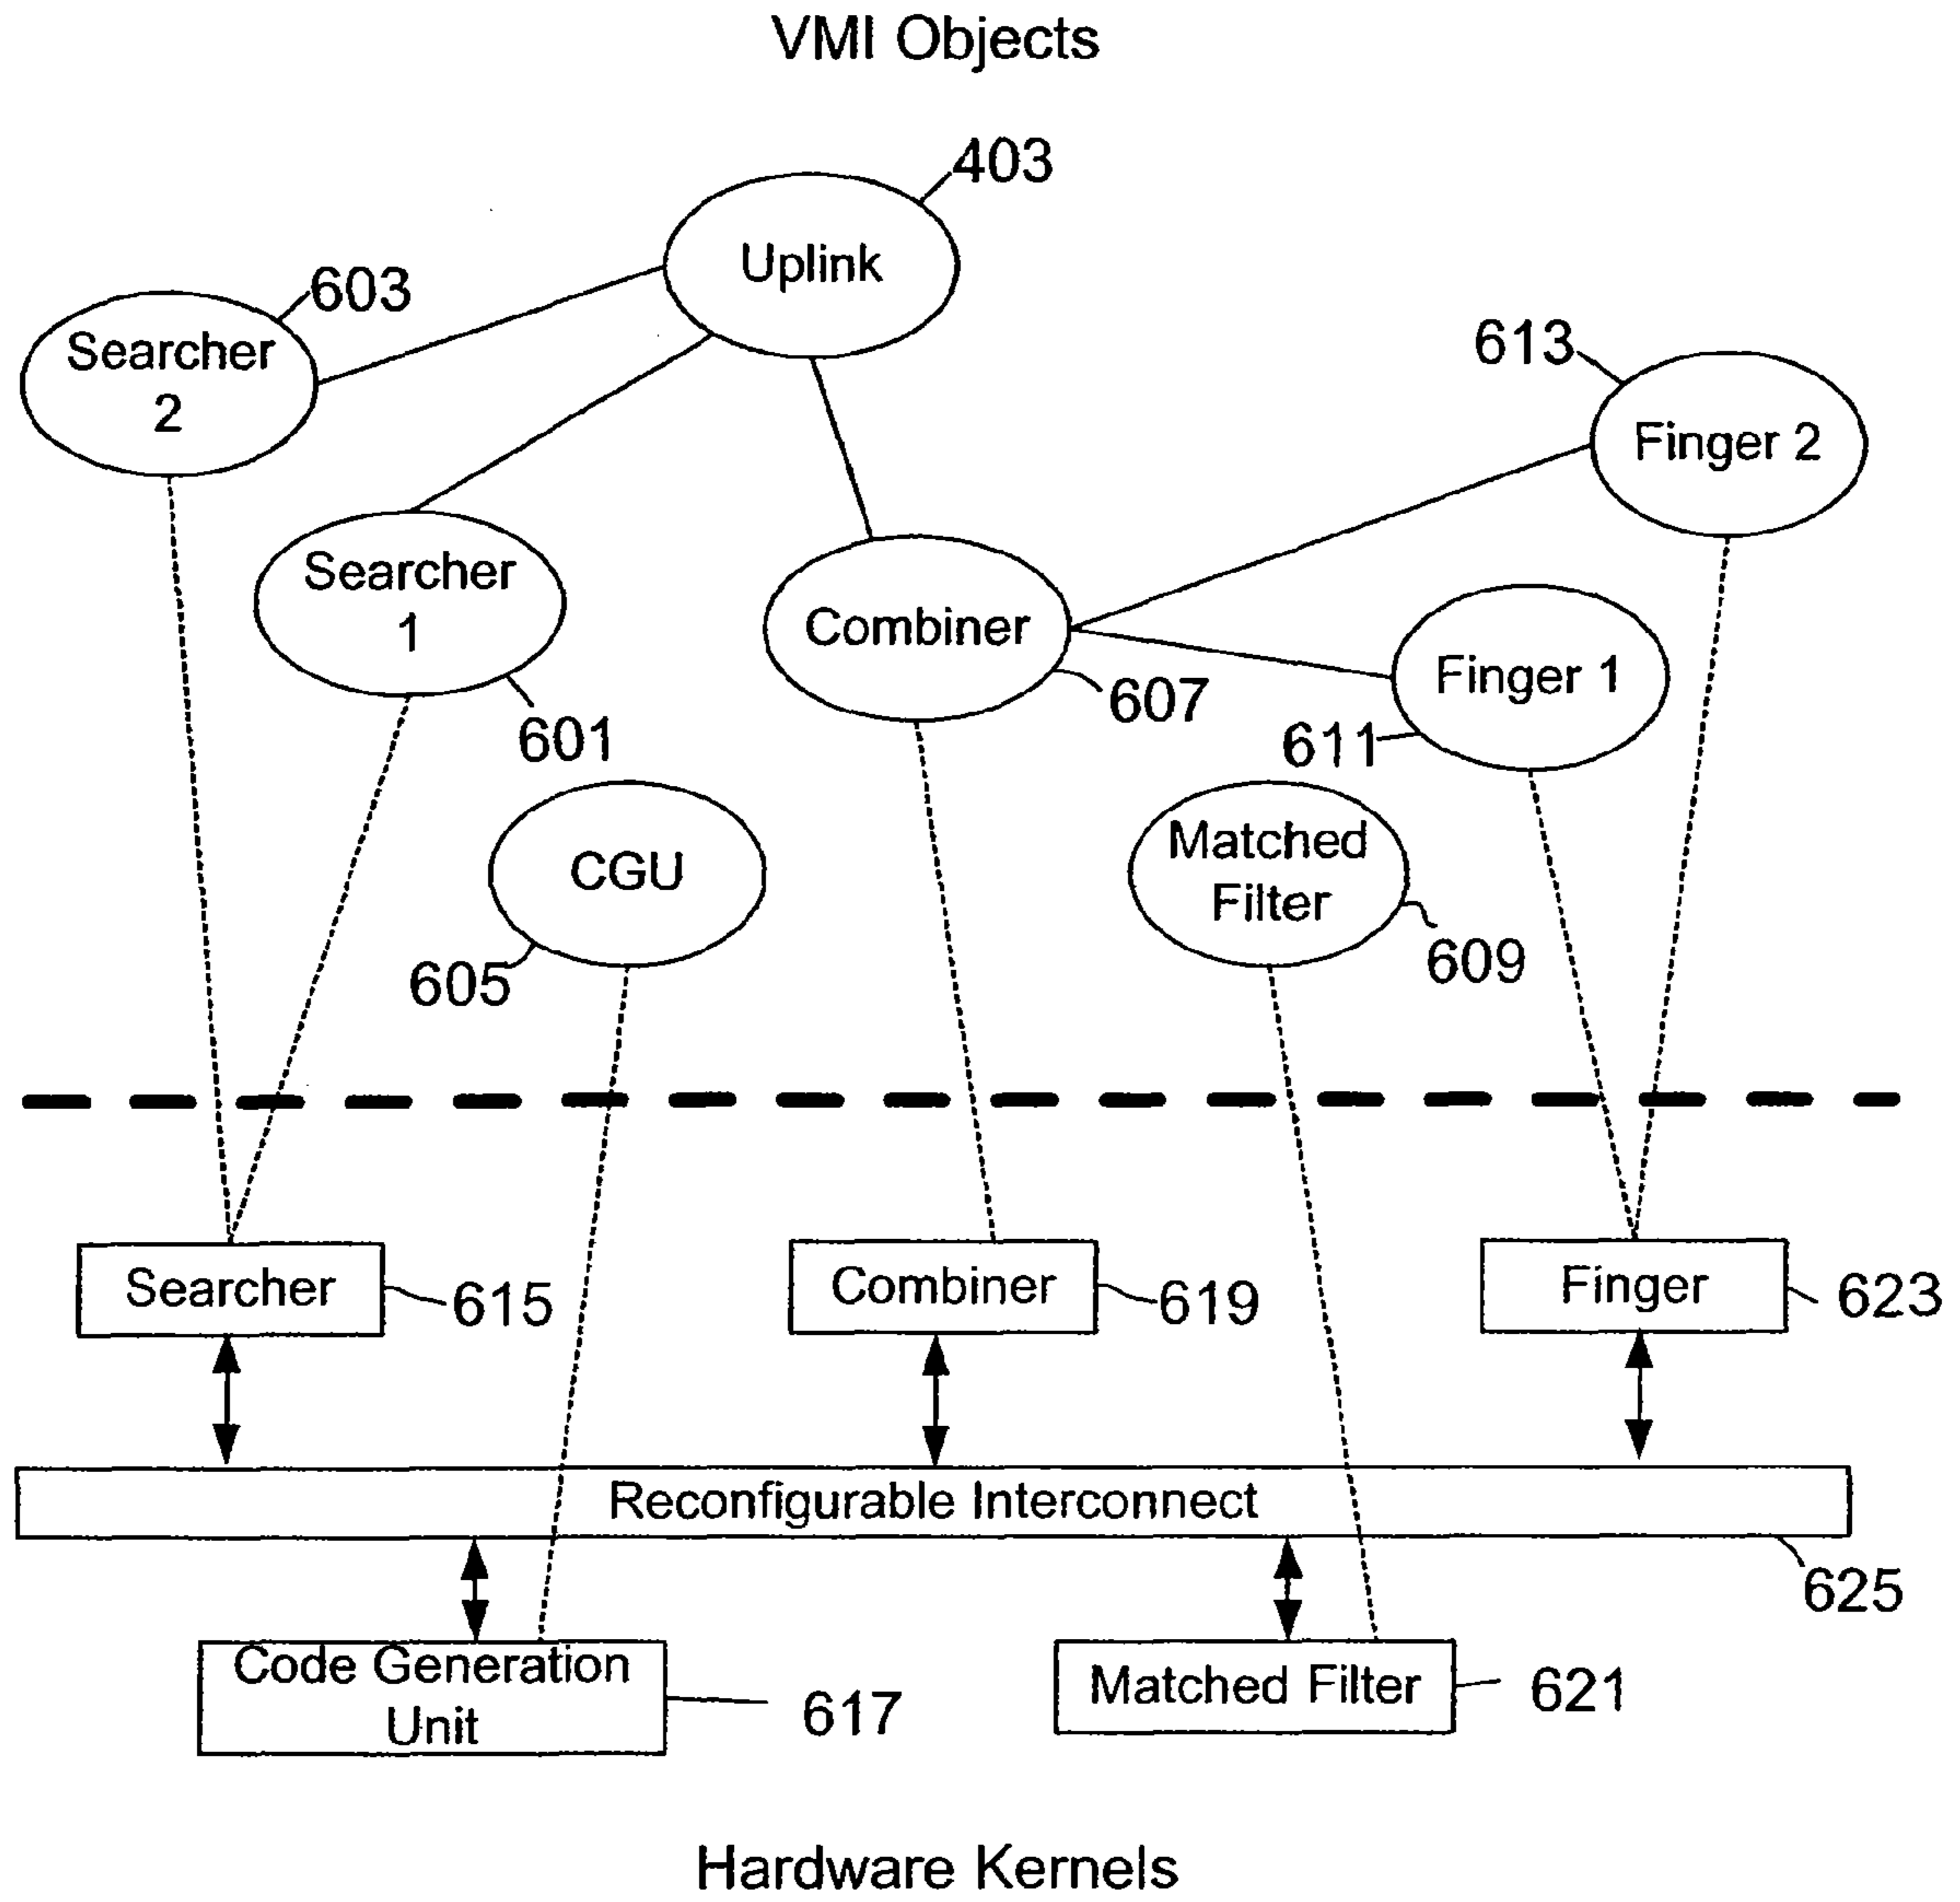 VMI Objects
403
Uplink
603
Searcher
2
613
Finger 2
Searcher
1
Combiner
Finger 1
607
601
611
CGU
Matched
Filter
609
605
Searcher
615
Combiner
619
Finger
623
Reconfigurable Interconnect
625
Code Generation
Unit
617
Matched Filter
621
Hardware Kernels